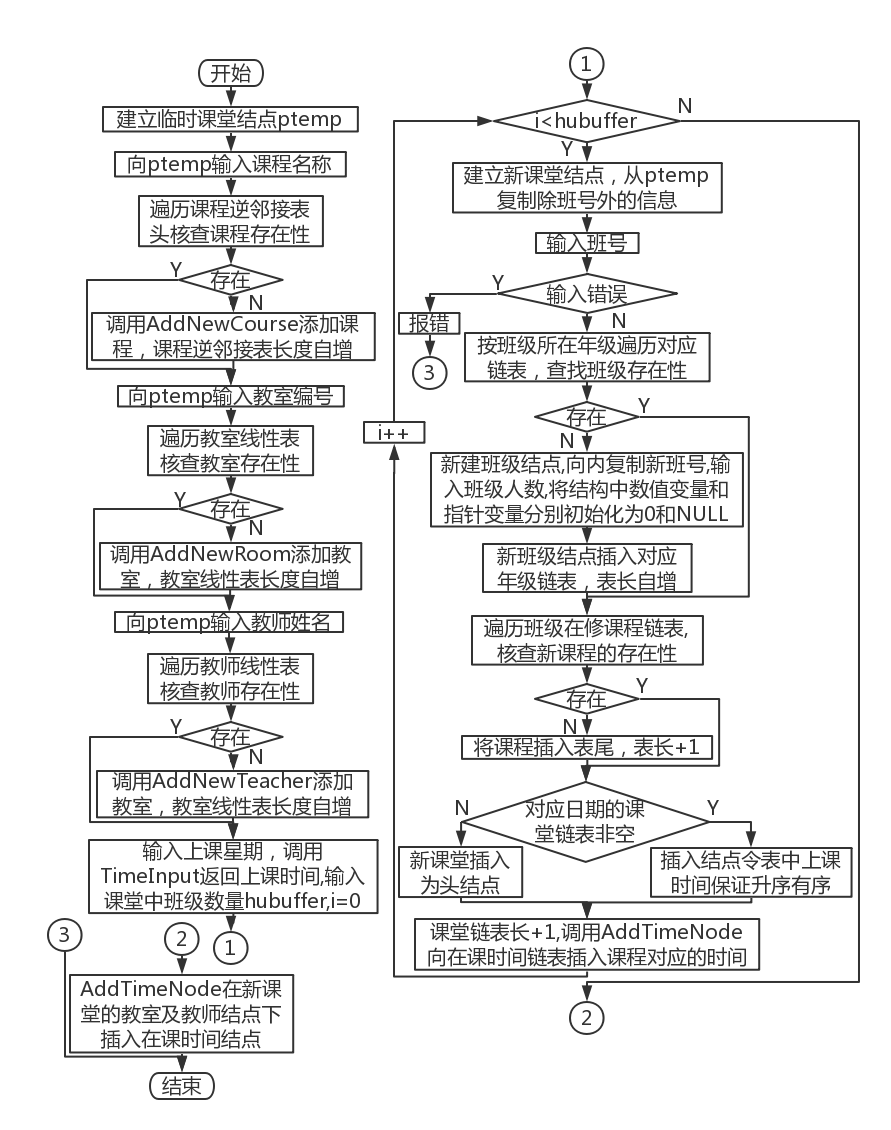 开始
建立临时课堂结点ptemp
向ptemp输入课程名称
遍历课程逆邻接表
头核查课程存在性
Y
存在
N
调用AddNewCourse添加课
程，课程逆邻接表长度自增
向ptemp输入教室编号
遍历教室线性表
核查教室存在性
Y
存在
N
调用AddNewRoom添加教
室，教室线性表长度自增
向ptemp输入教师姓名
遍历教师线性表
核查教师存在性
Y
存在
N
调用AddNewTeacher添加
教室，教室线性表长度自增
输入上课星期，调用
TimeInput返回上课时间,输入
课堂中班级数量hubuffer,i=0
3
2
1
AddTimeNode在新课
堂的教室及教师结点下
插入在课时间结点
结束
1
i<hubuffer
N
Y
建立新课堂结点，从ptemp
复制除班号外的信息
输入班号
Y
输入错误
报错
N
3
按班级所在年级遍历对应
链表，查找班级存在性
存在
Y
i++
N
新建班级结点,向内复制新班号,输
入班级人数,将结构中数值变量和
指针变量分别初始化为0和NULL
新班级结点插入对应
年级链表，表长自增
遍历班级在修课程链表,
核查新课程的存在性
存在
Y
N
将课程插入表尾，表长+1
N
对应日期的课
堂链表非空
Y
新课堂插入
为头结点
插入结点令表中上课
时间保证升序有序
课堂链表长+1,调用AddTimeNode
向在课时间链表插入课程对应的时间
2